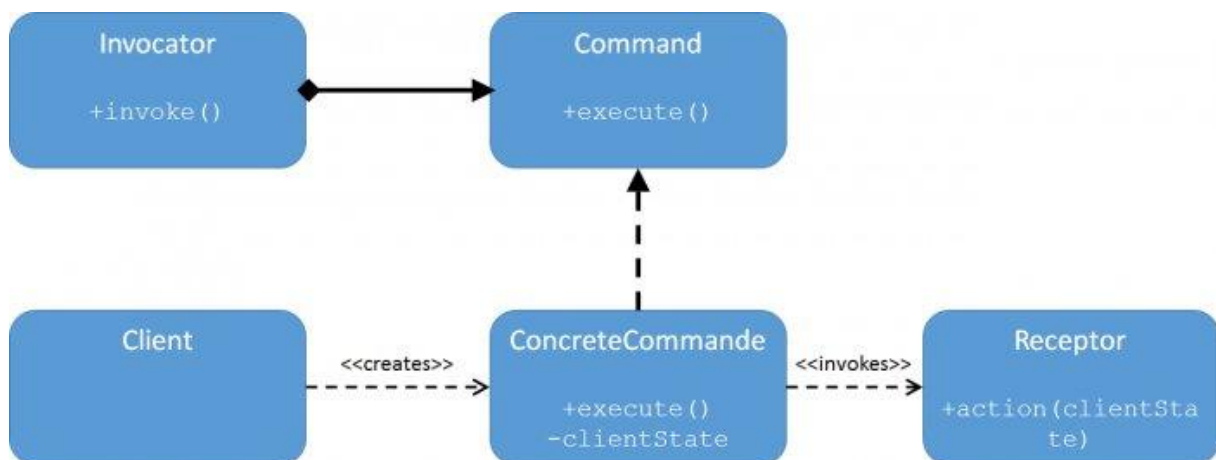 Invocator
+invoke()
Command
+execute()
Client
<<creates>>
ConcreteCommande
+execute()
-clientState
<<invokes>>
Receptor
+action(clientSta
te)